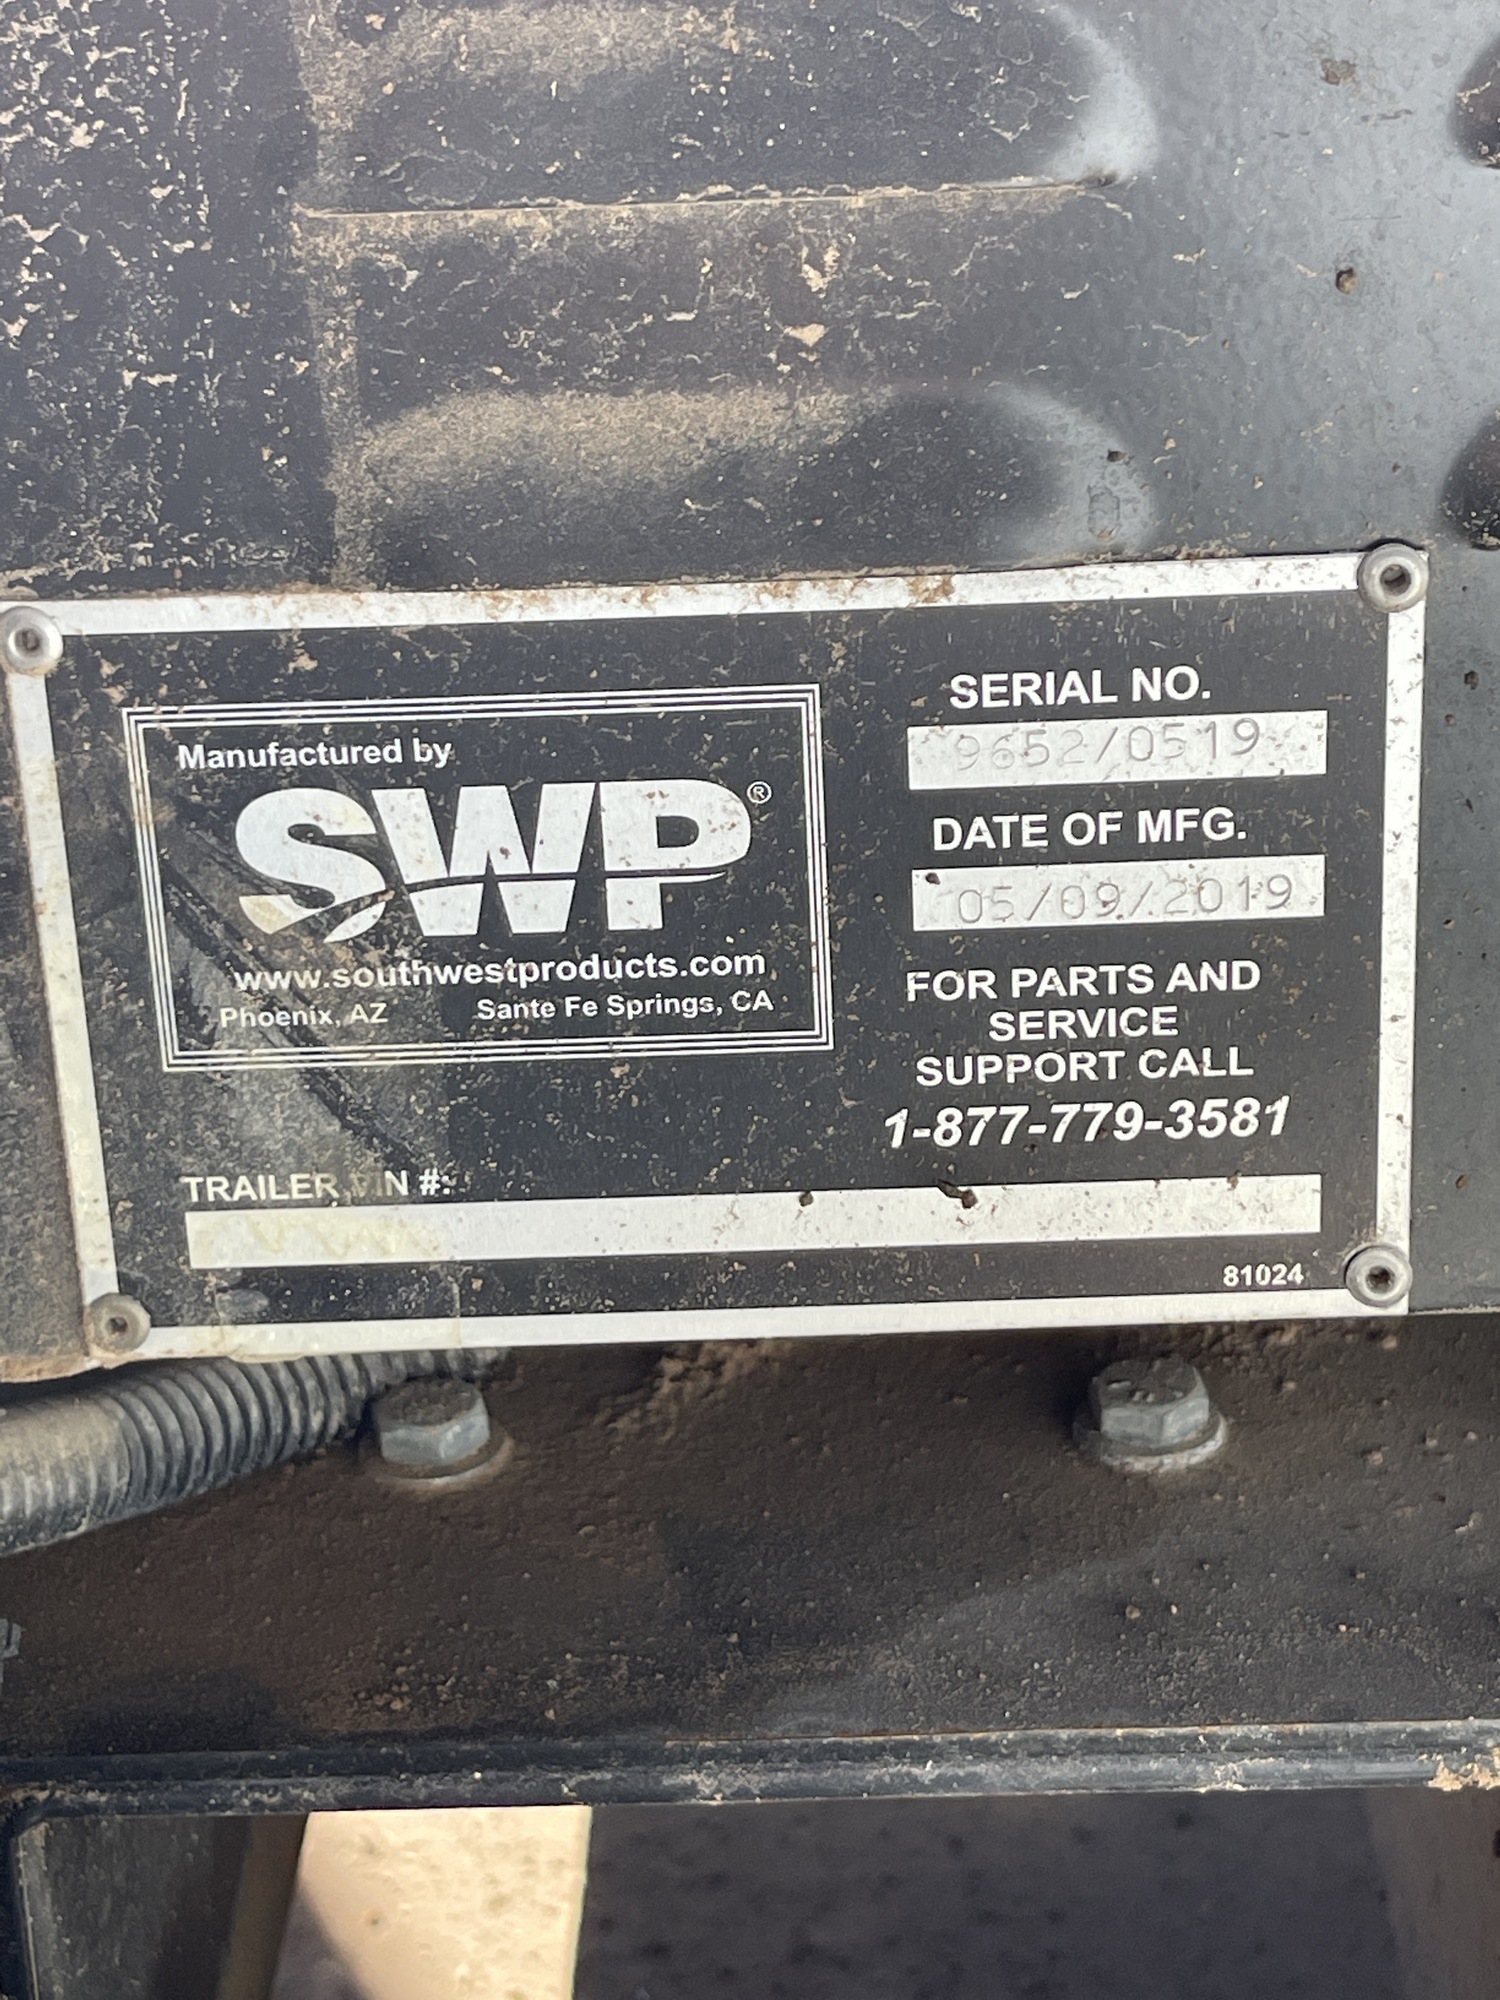 Manufactured by
SWP®
www.southwestproducts.com
Phoenix, AZ Sante Fe Springs, CA
SERIAL NO.
9652/0519
DATE OF MFG.
05/09/2019
FOR PARTS AND
SERVICE
SUPPORT CALL
1-877-779-3581
TRAILER VIN #:
81024